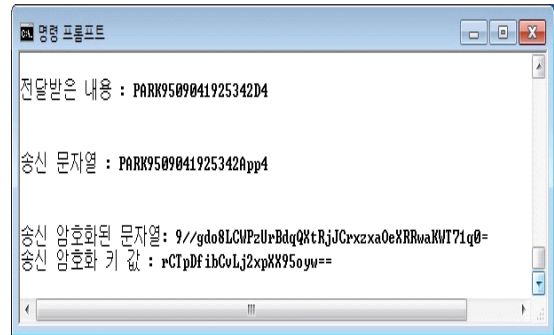 명령 프롬프트
전달받은 내용 : PARK9509041925342D4
송신 문자열 : PARK9509041925342App4
송신 암호화된 문자열: 9//gdo8LCWPzUrBdqQXtRjJCrxzxaOeXRRwaKWT71q0=
송신 암호화 키 값 : rCTpDfibCvLj2xpXX95oyw==